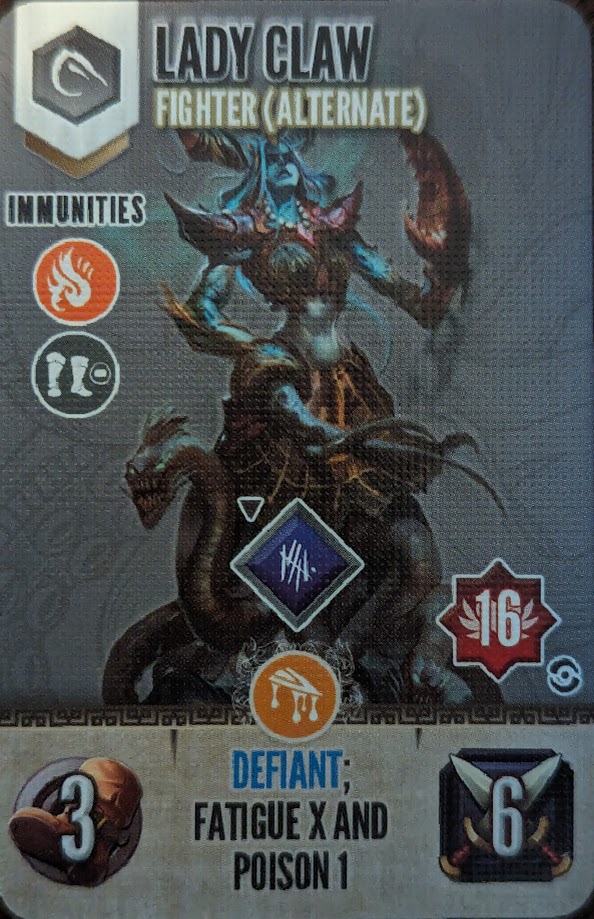 LADY CLAW
FIGHTER (ALTERNATE)
IMMUNITIES
16
3
DEFIANT;
FATIGUE X AND
POISON 1
6